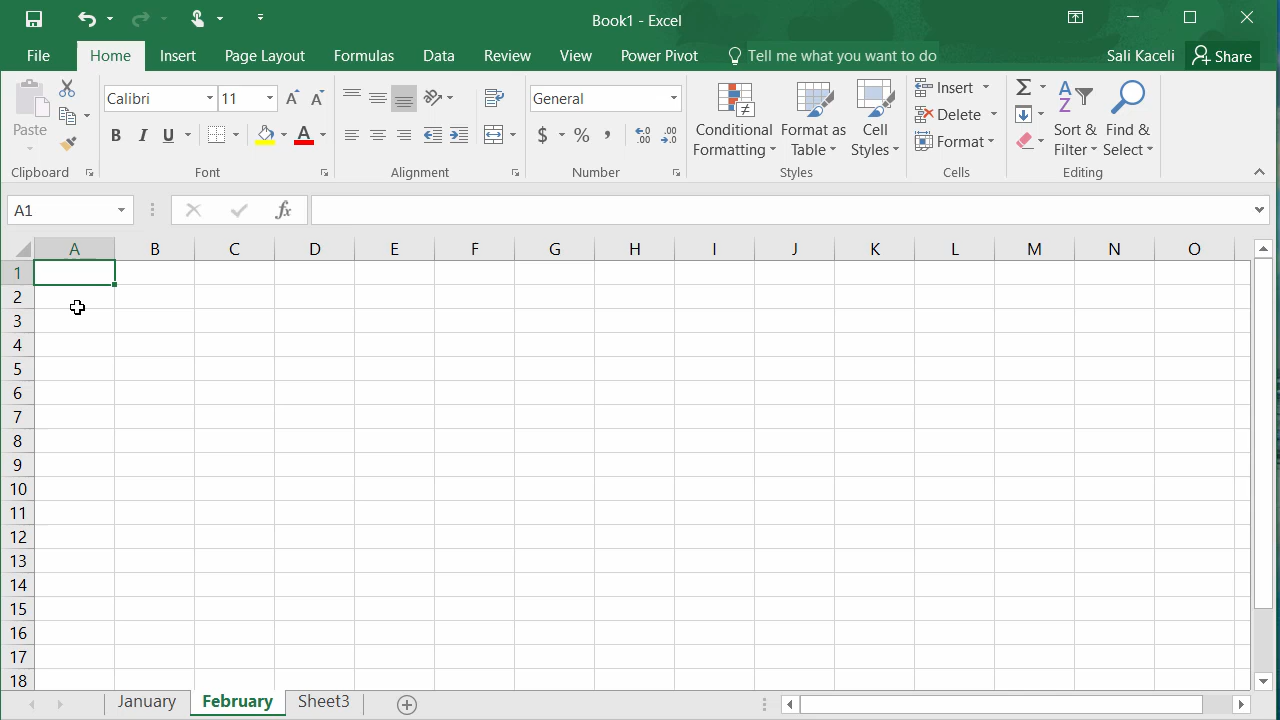 Book1 - Excel
File Home Insert Page Layout Formulas Data Review View Power Pivot Tell me what you want to do Sali Kaceli Share
Paste
Clipboard
Calibri 11
B I U A
Font
Alignment
General
$ % , .00 .0
Number
Conditional Formatting
Format as Table
Cell Styles
Styles
Insert
Delete
Format
Cells
Sort & Filter
Find & Select
Editing
A1 fx
A B C D E F G H I J K L M N O
1
2
3
4
5
6
7
8
9
10
11
12
13
14
15
16
17
18
January February Sheet3